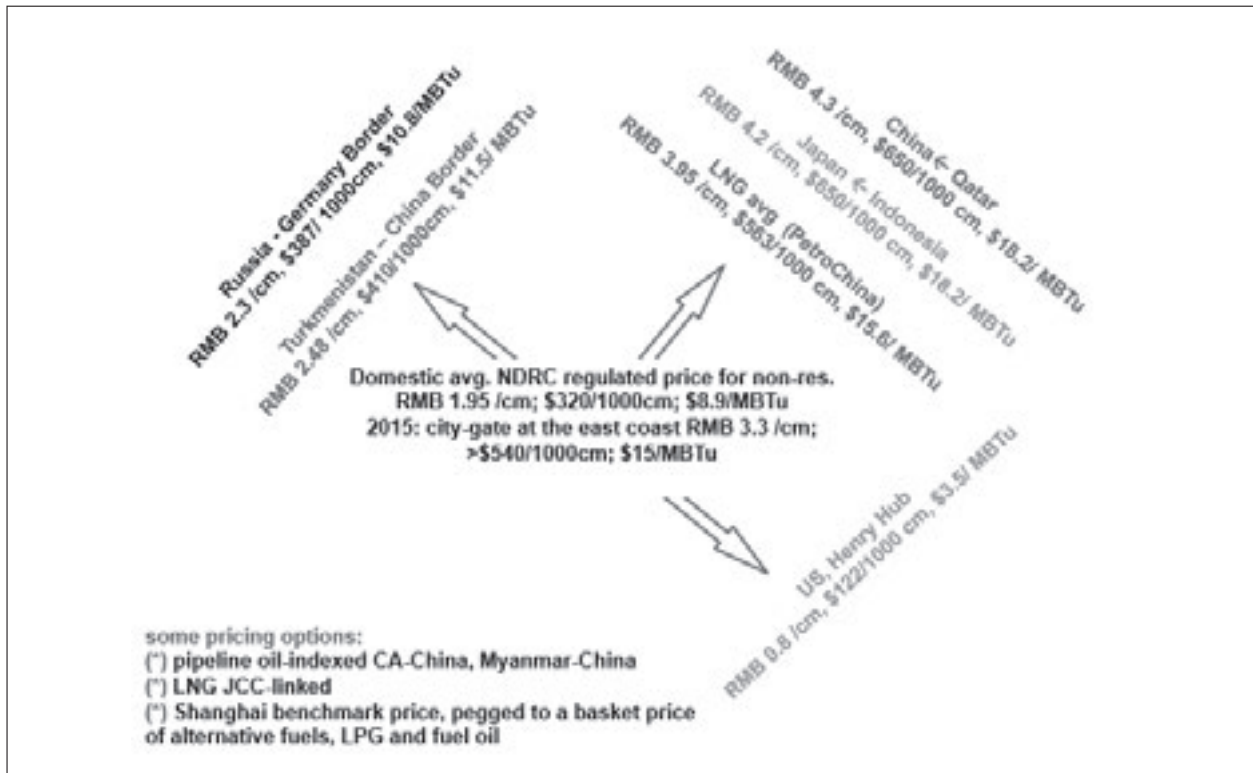 Russia - Germany Border
RMB 2.3 /cm, $387/ 1000cm, $10.8/MBTu
Turkmenistan – China Border
RMB 2.48 /cm, $410/1000cm, $11.5/ MBTu
China ← Qatar
RMB 4.3 /cm, $650/1000 cm, $18.2/ MBTu
Japan ← Indonesia
RMB 4.2 /cm, $650/1000 cm, $18.2/ MBTu
LNG avg (PetroChina)
RMB 3.95 /cm, $563/1000 cm, $15.6/ MBTu
Domestic avg. NDRC regulated price for non-res.
RMB 1.95 /cm; $320/1000cm; $8.9/MBTu
2015: city-gate at the east coast RMB 3.3 /cm;
>$540/1000cm; $15/MBTu
US, Henry Hub
RMB 0.8 /cm, $122/1000 cm, $3.5/ MBTu
some pricing options:
(*) pipeline oil-indexed CA-China, Myanmar-China
(*) LNG JCC-linked
(*) Shanghai benchmark price, pegged to a basket price
of alternative fuels, LPG and fuel oil